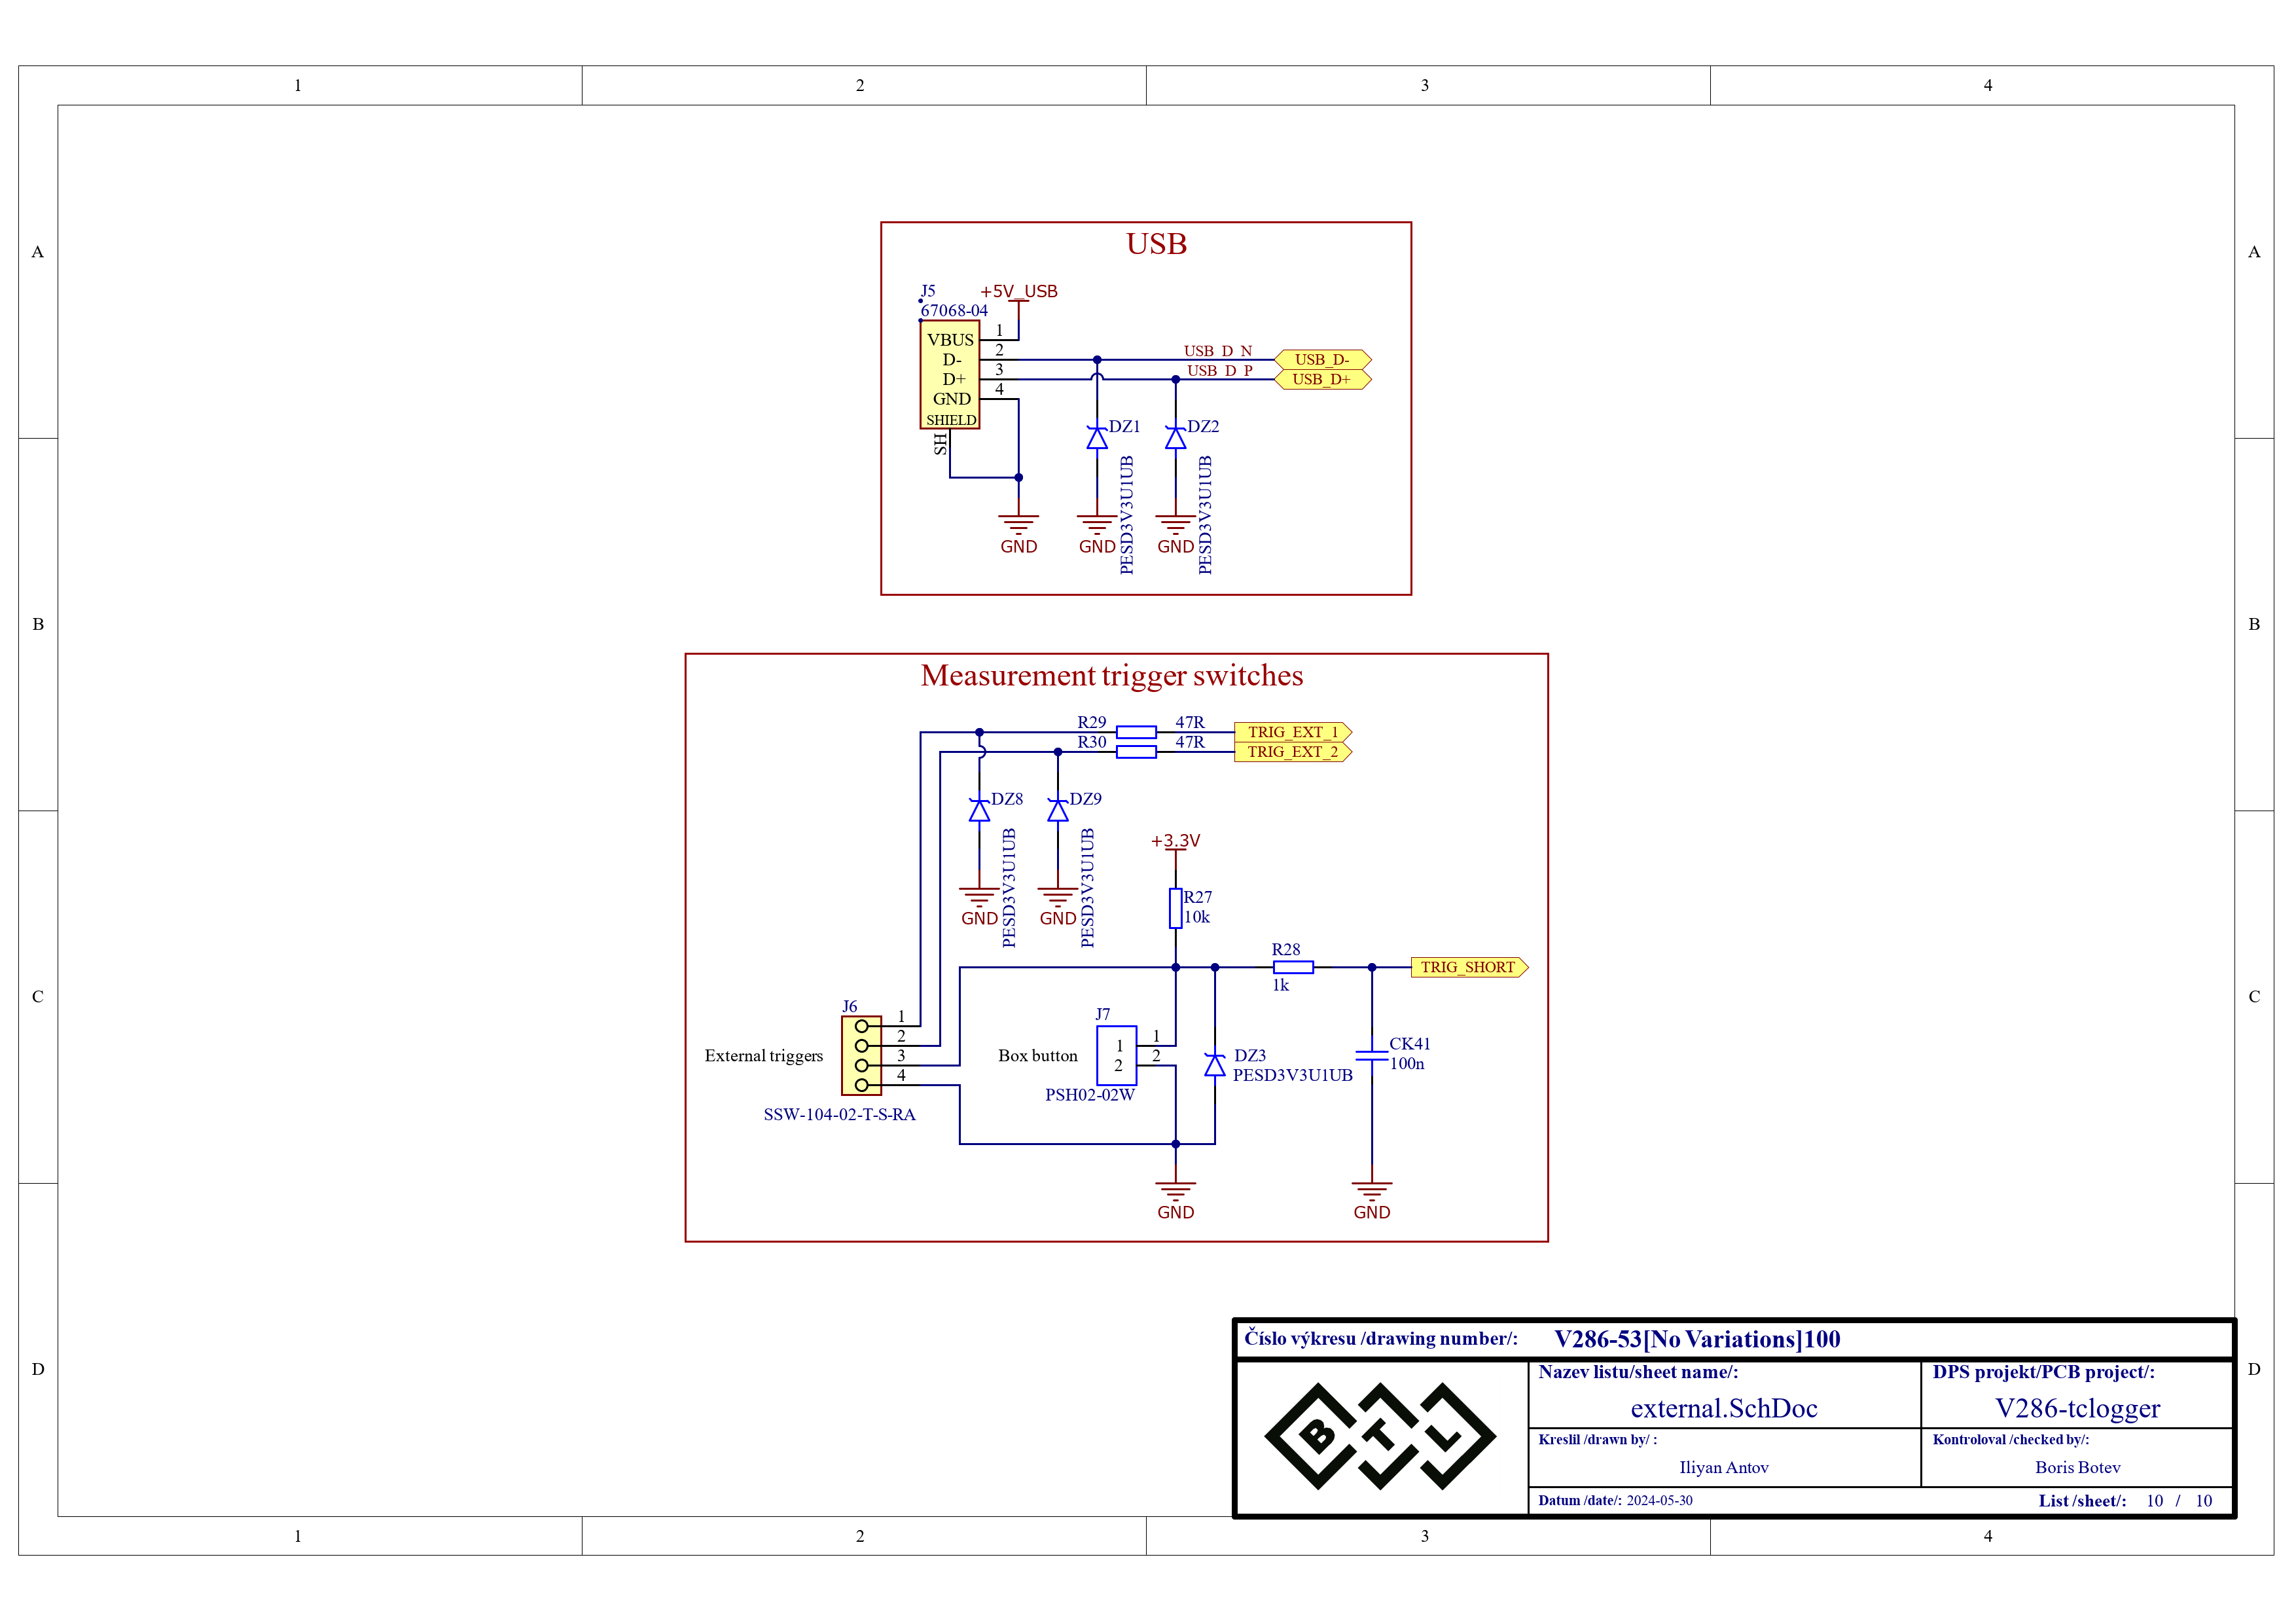 1 2 3 4
A A
USB
J5
+5V_USB
67068-04
VBUS 1
D- 2
D+ 3
GND 4
SHIELD
SH
USB_D_N
USB_D-
USB_D_P
USB_D+
DZ1
PESD3V3U1UB
DZ2
PESD3V3U1UB
GND GND GND
B B
Measurement trigger switches
R29 47R TRIG_EXT_1
R30 47R TRIG_EXT_2
DZ8
PESD3V3U1UB
DZ9
PESD3V3U1UB
GND GND
+3.3V
R27
10k
R28
1k
TRIG_SHORT
C C
J6
1
2
3
4
External triggers
SSW-104-02-T-S-RA
J7
Box button
1 1
2 2
PSH02-02W
DZ3
PESD3V3U1UB
CK41
100n
GND GND
D D
Číslo výkresu /drawing number/: V286-53[No Variations]100
BTL
Nazev listu/sheet name/:
external.SchDoc
DPS projekt/PCB project/:
V286-tclogger
Kreslil /drawn by/ :
Iliyan Antov
Kontroloval /checked by/:
Boris Botev
Datum /date/: 2024-05-30
List /sheet/: 10 / 10
1 2 3 4